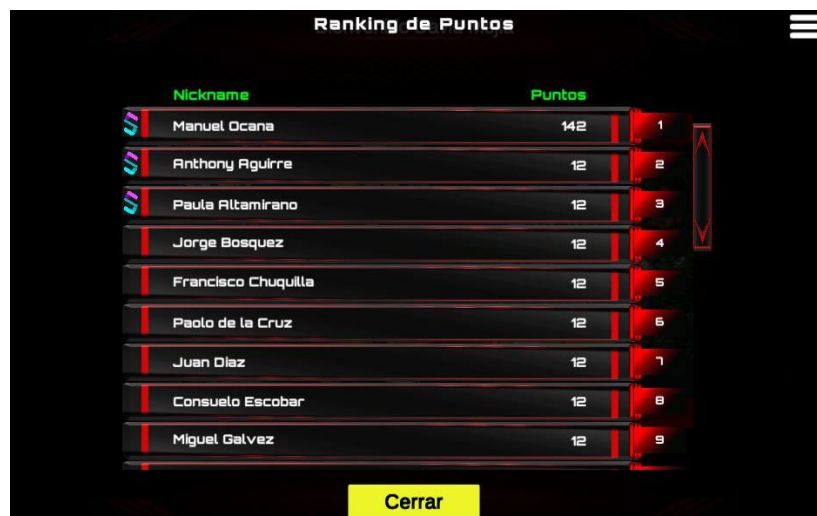 Ranking de Puntos
Nickname Puntos
Manuel Ocana 142 1
Anthony Aguirre 12 2
Paula Altamirano 12 3
Jorge Bosquez 12 4
Francisco Chuquilla 12 5
Paolo de la Cruz 12 6
Juan Diaz 12 7
Consuelo Escobar 12 8
Miguel Galvez 12 9
Cerrar